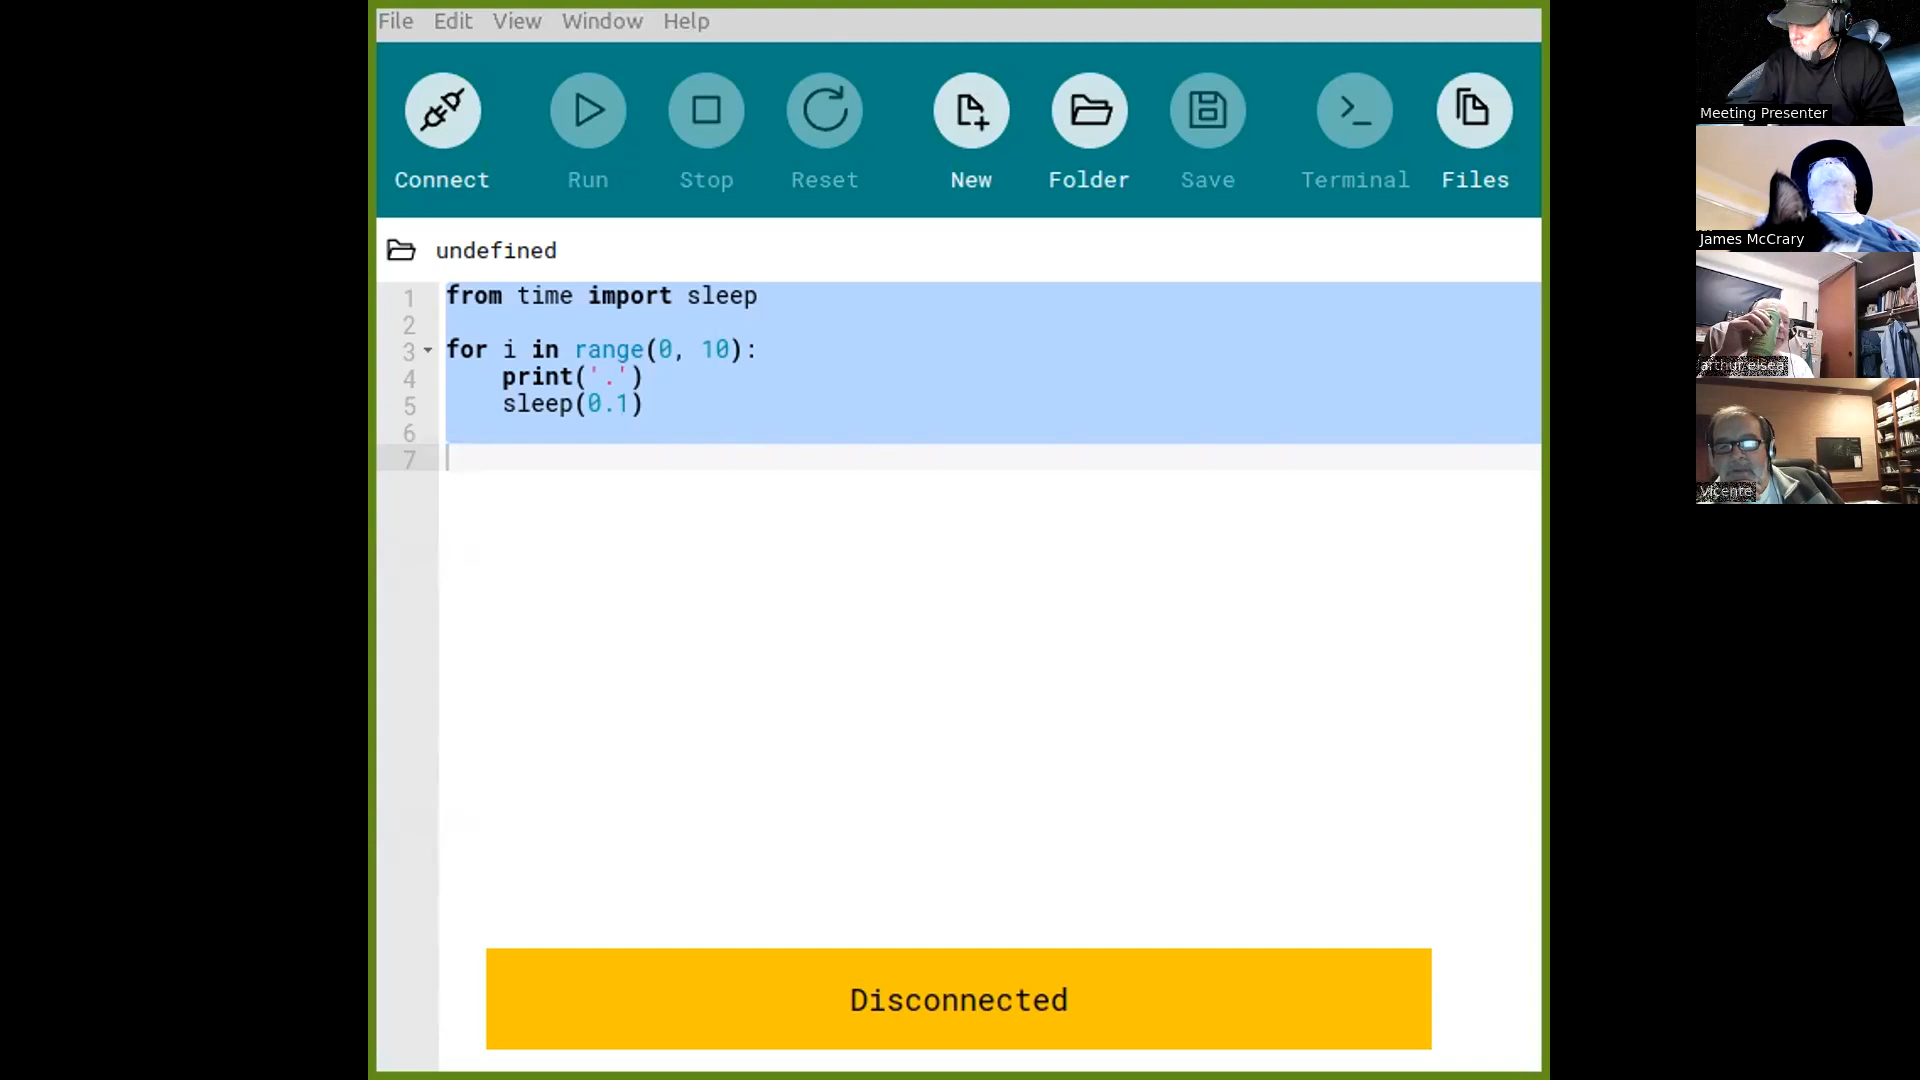 File Edit View Window Help
Connect Run Stop Reset New Folder Save Terminal Files
undefined
1 from time import sleep
2
3 for i in range(0, 10):
4 print('.')
5 sleep(0.1)
6
7
Disconnected
Meeting Presenter
James McCrary
arthur elsea
Vicente